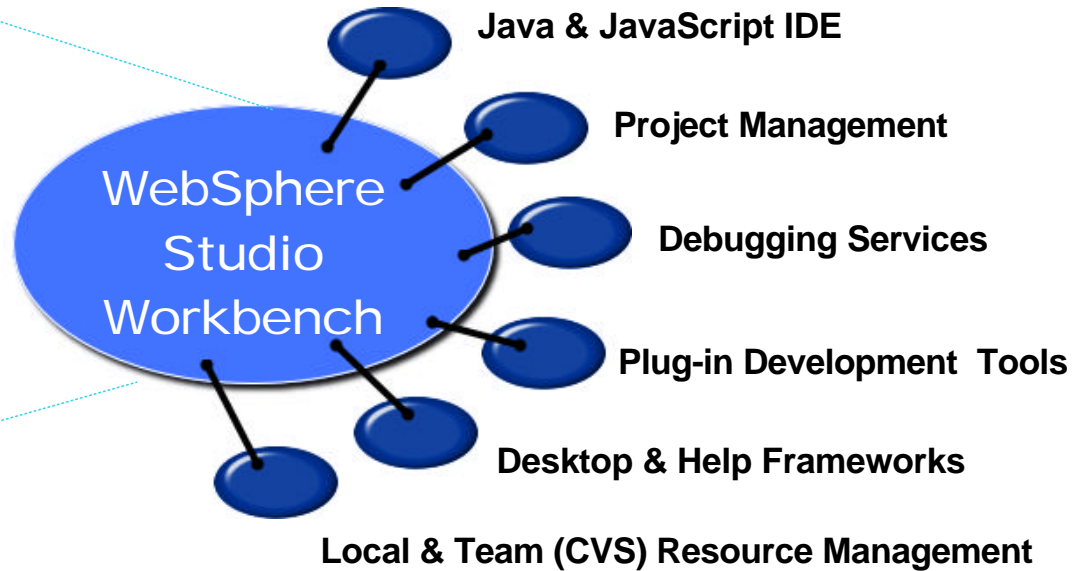 Java & JavaScript IDE
Project Management
WebSphere
Studio
Workbench
Debugging Services
Plug-in Development Tools
Desktop & Help Frameworks
Local & Team (CVS) Resource Management